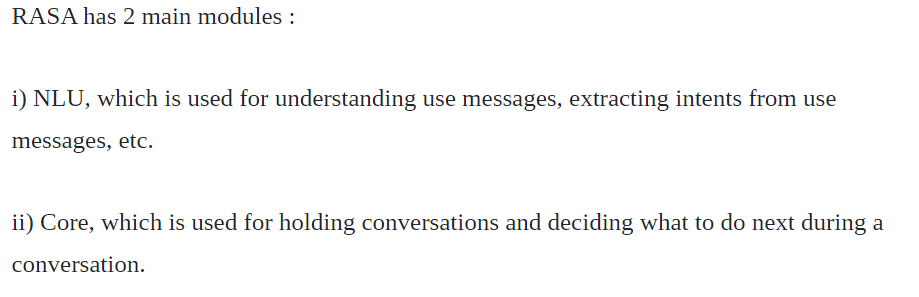 RASA has 2 main modules :
i) NLU, which is used for understanding use messages, extracting intents from use
messages, etc.
ii) Core, which is used for holding conversations and deciding what to do next during a
conversation.